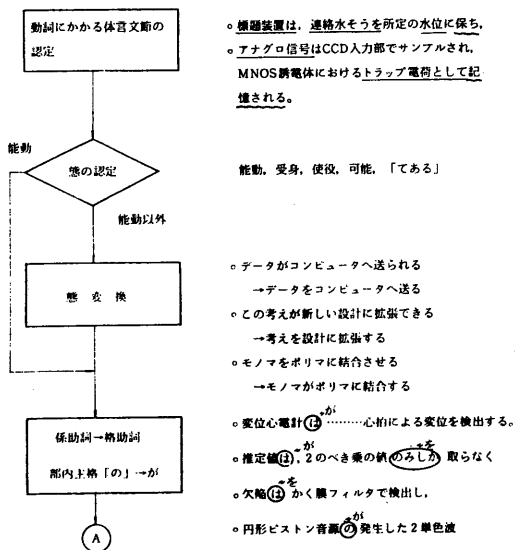 動詞にかかる体言文節の
認定
○標題装置は，連絡水そうを所定の水位に保ち，
○アナグロ信号はCCD入力部でサンプルされ，
MNOS誘電体におけるトラップ電荷として記
憶される。
能動
態の認定
能動，受身，使役，可能，「てある」
能動以外
態変換
○データがコンピュータへ送られる
→データをコンピュータへ送る
○この考えが新しい設計に拡張できる
→考えを設計に拡張する
○モノマをポリマに結合させる
→モノマがポリマに結合する
係助詞→格助詞
部内主格「の」→が
→が
○変位心電計は………心拍による変位を検出する。
→が →を
○推定値は，2のべき乗の値のみしか取らなく
→を
○欠陥はかく膜フィルタで検出し，
→が
○円形ピストン音源の発生した2単色波
A